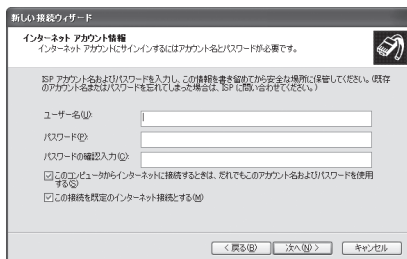 新しい接続ウィザード
インターネット アカウント情報
インターネット アカウントにサインインするにはアカウント名とパスワードが必要です。
ISP アカウント名およびパスワードを入力し、この情報を書き留めてから安全な場所に保管してください。(既存
のアカウント名またはパスワードを忘れてしまった場合は、ISP に問い合わせてください。)
ユーザー名(U):
パスワード(P):
パスワードの確認入力(C):
このコンピュータからインターネットに接続するときは、だれでもこのアカウント名およびパスワードを使用
する(S)
この接続を既定のインターネット接続とする(M)
< 戻る(B)
次へ(N) >
キャンセル